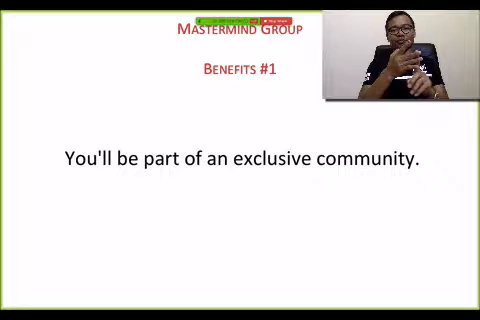 Mastermind Group
Benefits #1
You'll be part of an exclusive community.